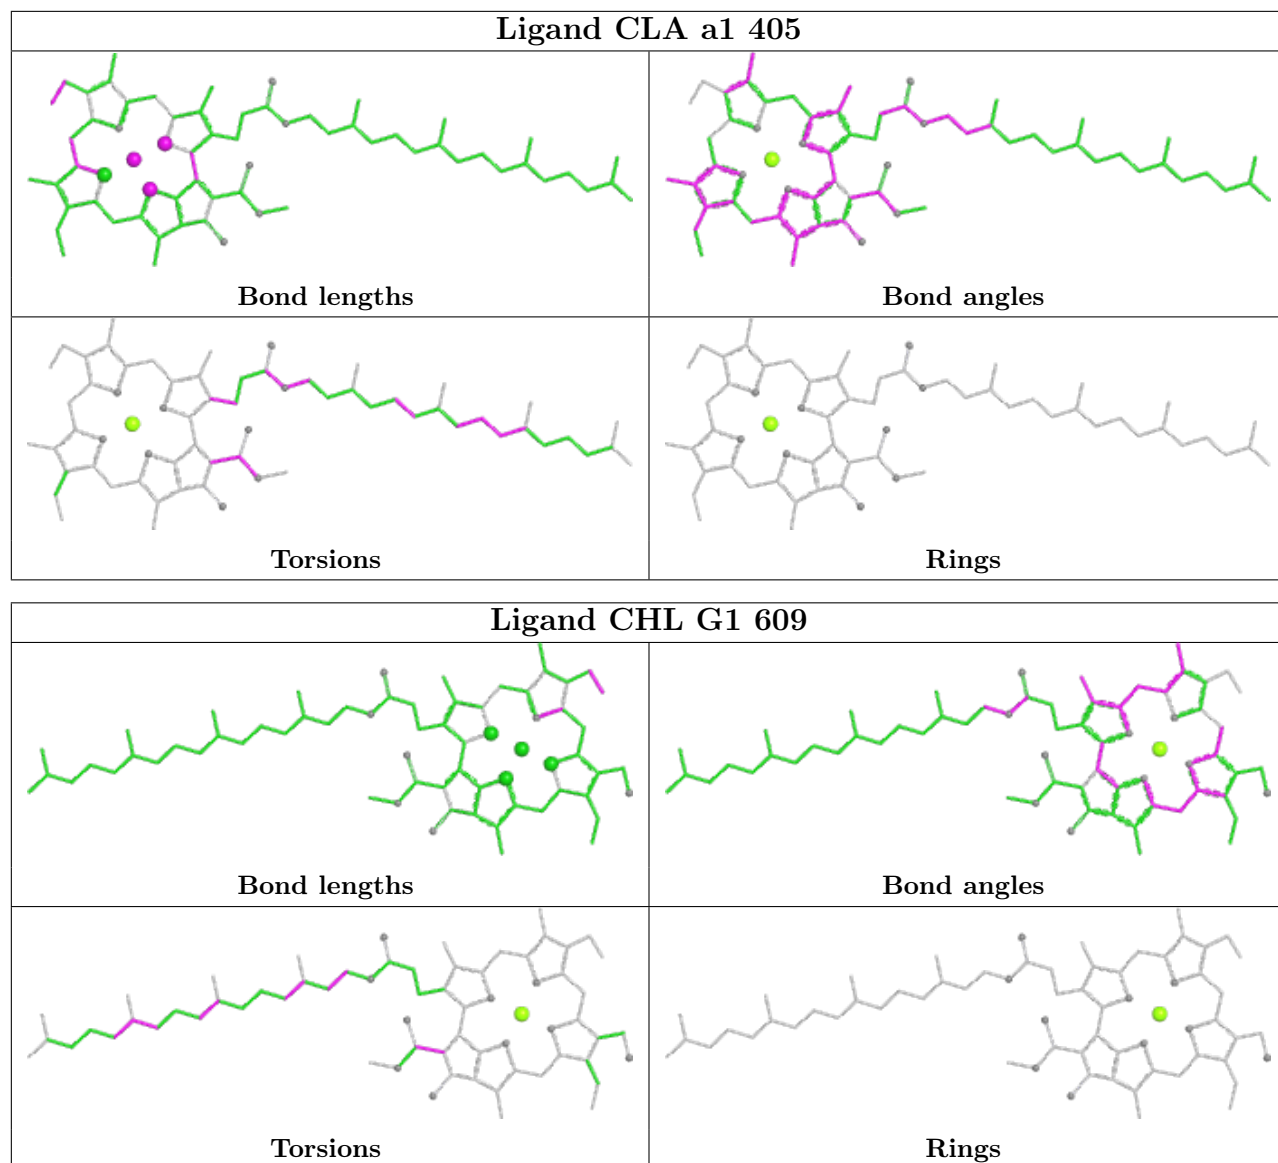 Ligand CLA a1 405
Bond lengths
Bond angles
Torsions
Rings
Ligand CHL G1 609
Bond lengths
Bond angles
Torsions
Rings